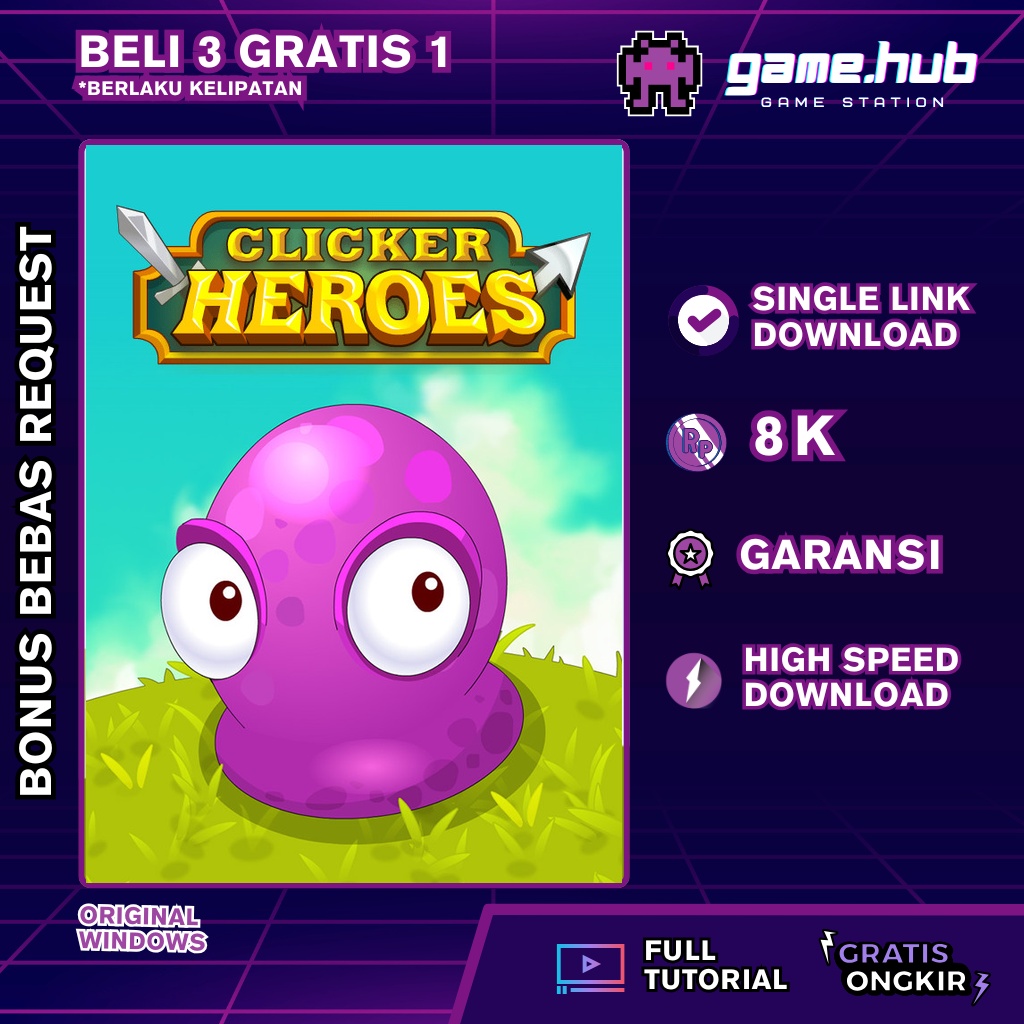 BELI 3 GRATIS 1
*BERLAKU KELIPATAN
game.hub
GAME STATION
BONUS BEBAS REQUEST
CLICKER
HEROES
SINGLE LINK
DOWNLOAD
Rp
8K
GARANSI
HIGH SPEED
DOWNLOAD
ORIGINAL
WINDOWS
FULL
TUTORIAL
GRATIS
ONGKIR